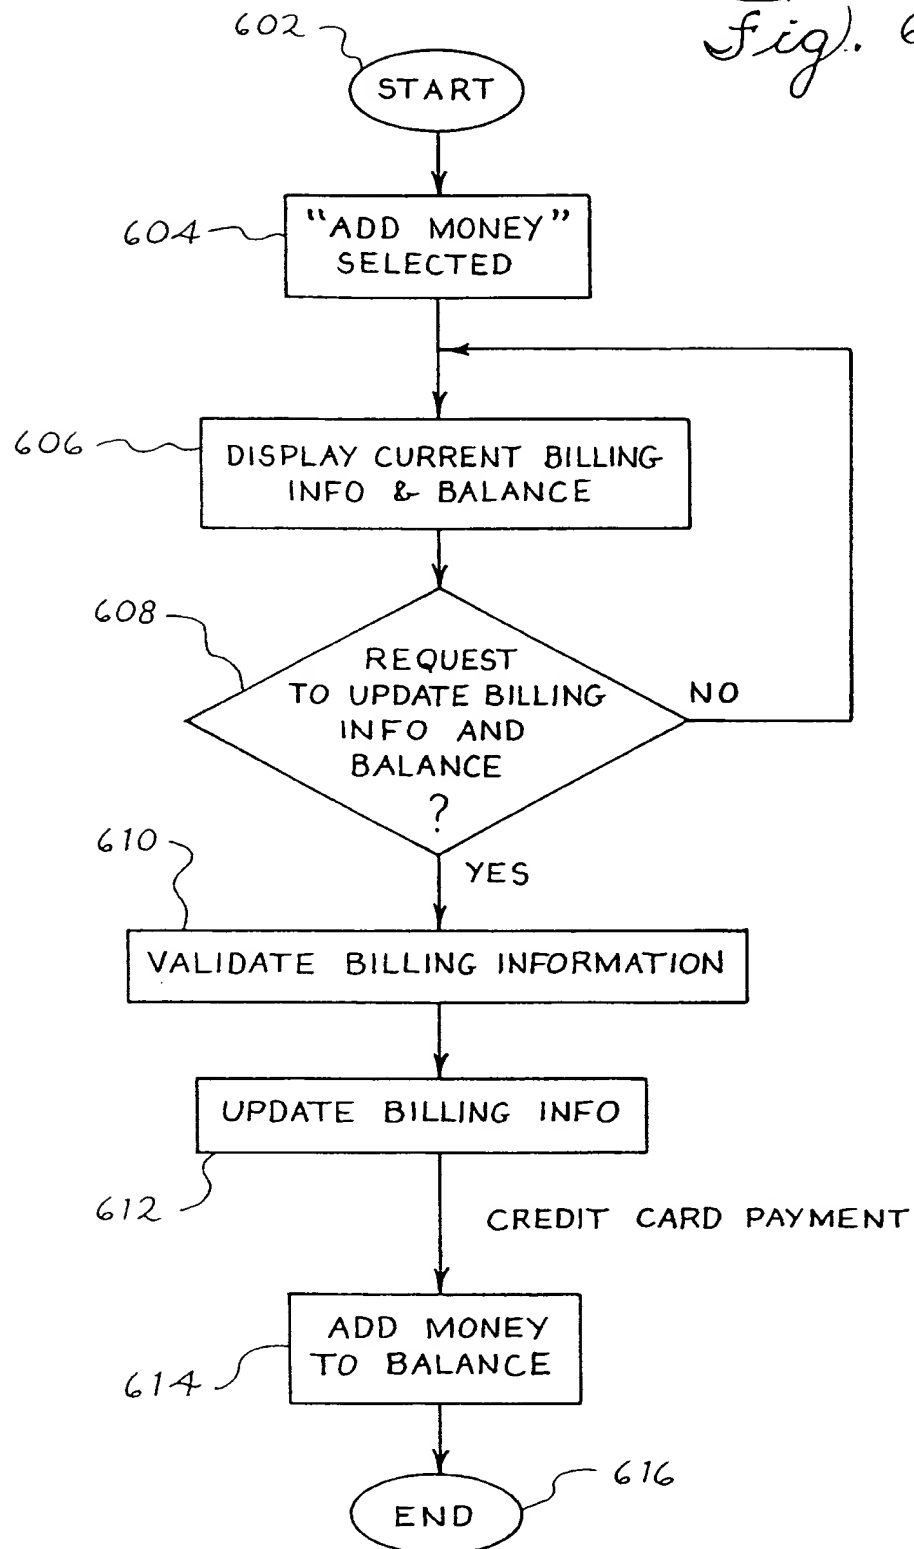 Fig. 6
602
START
604
"ADD MONEY"
SELECTED
606
DISPLAY CURRENT BILLING
INFO & BALANCE
608
REQUEST
TO UPDATE BILLING
INFO AND
BALANCE
?
NO
YES
610
VALIDATE BILLING INFORMATION
UPDATE BILLING INFO
612
CREDIT CARD PAYMENT
ADD MONEY
TO BALANCE
614
616
END